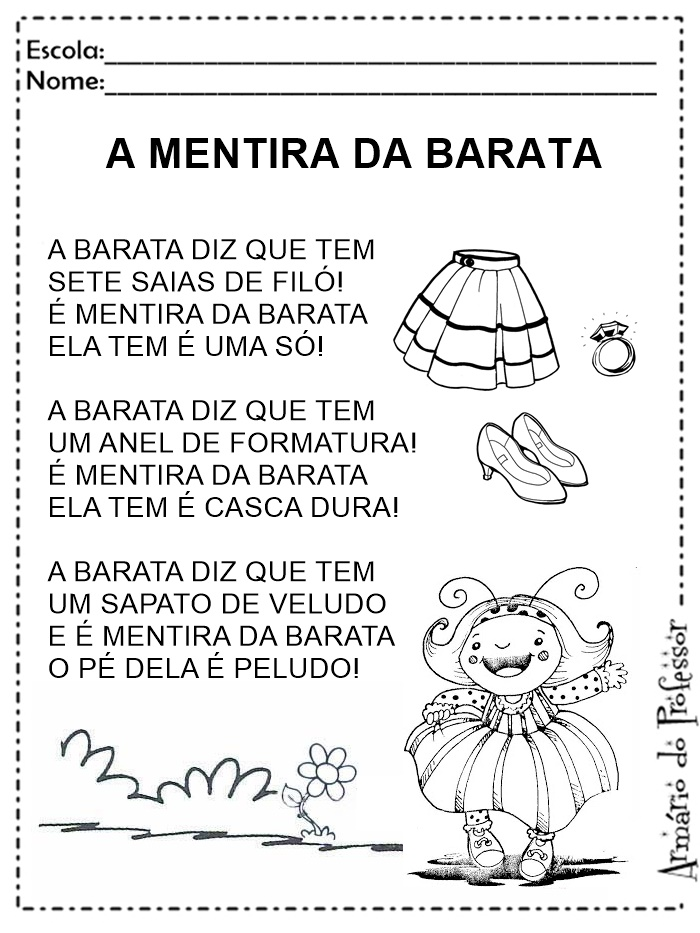 Escola:
Nome:
A MENTIRA DA BARATA
A BARATA DIZ QUE TEM
SETE SAIAS DE FILÓ!
É MENTIRA DA BARATA
ELA TEM É UMA SÓ!
A BARATA DIZ QUE TEM
UM ANEL DE FORMATURA!
É MENTIRA DA BARATA
ELA TEM É CASCA DURA!
A BARATA DIZ QUE TEM
UM SAPATO DE VELUDO
E É MENTIRA DA BARATA
O PÉ DELA É PELUDO!
Armário do Professor